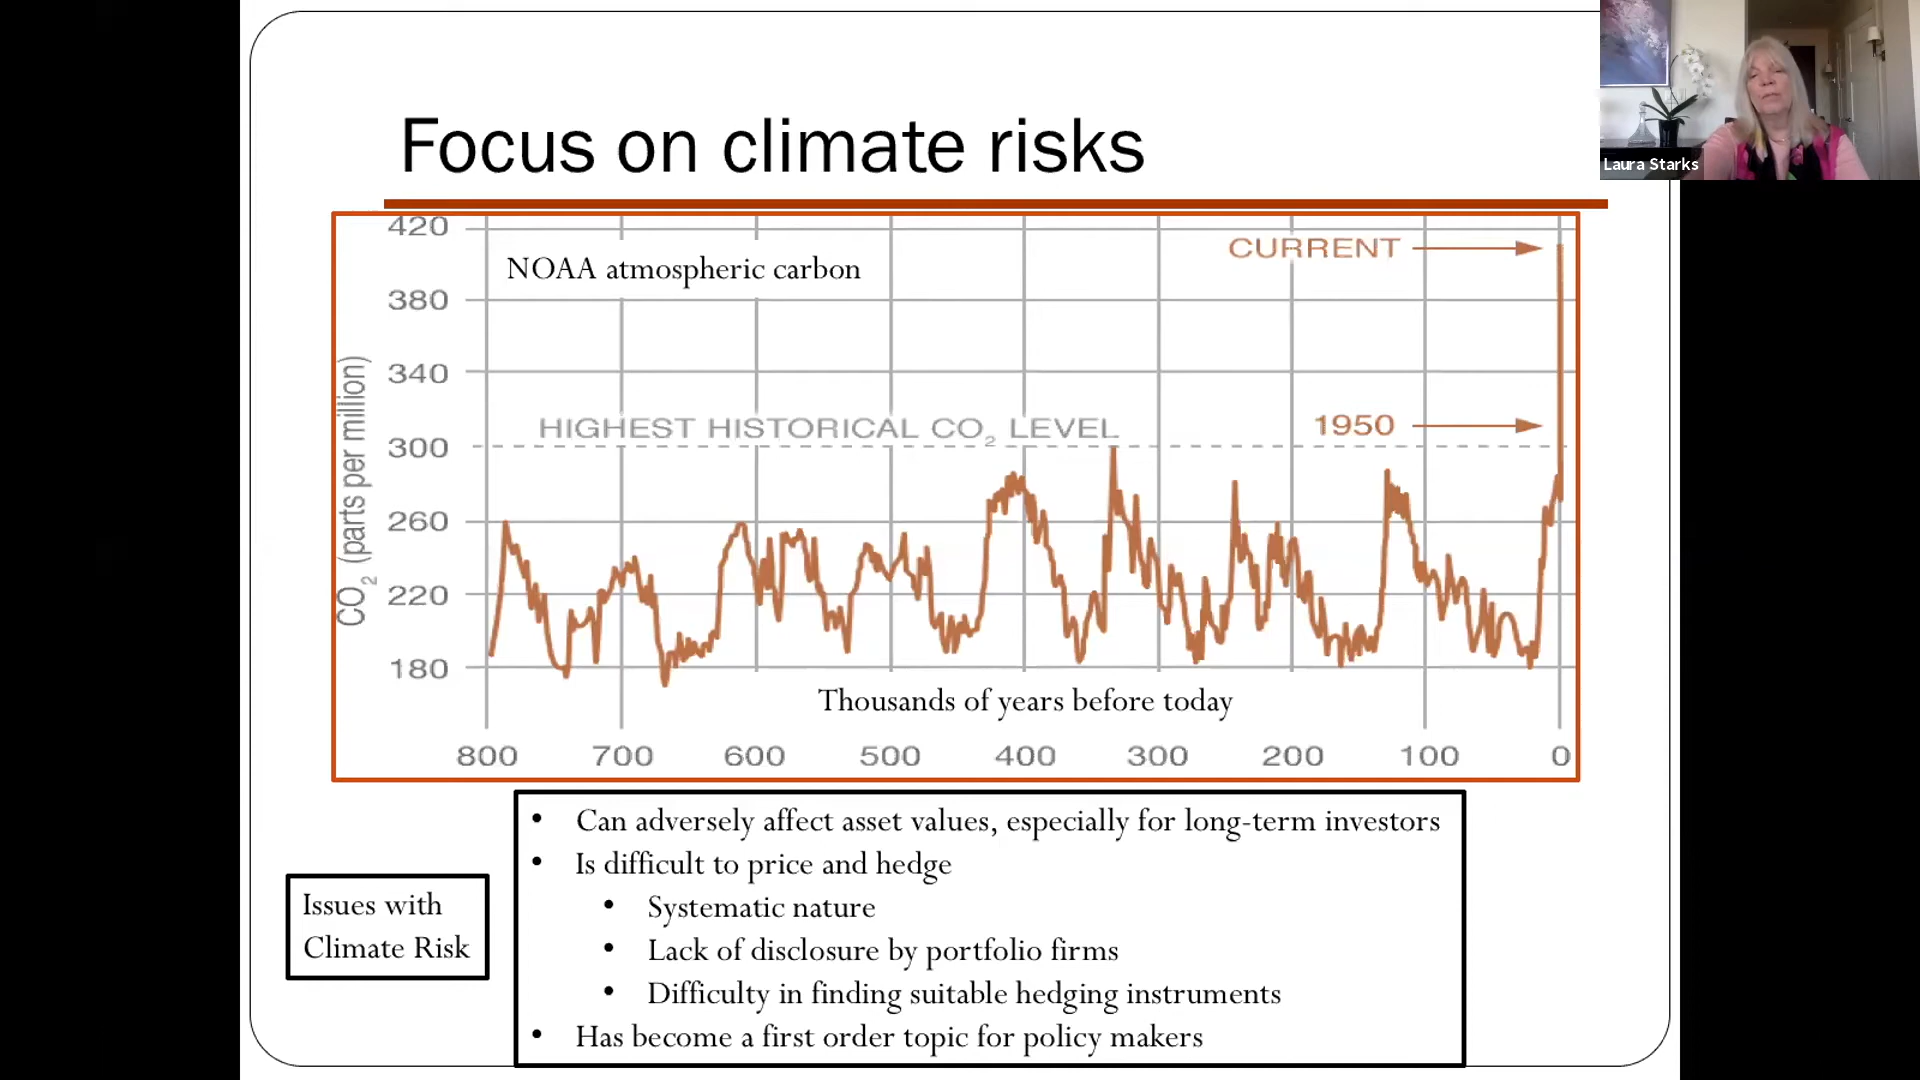 Focus on climate risks
Laura Starks
420
NOAA atmospheric carbon
CURRENT
380
340
CO₂ (parts per million)
HIGHEST HISTORICAL CO₂ LEVEL
1950
300
260
220
180
Thousands of years before today
800 700 600 500 400 300 200 100 0
Issues with
Climate Risk
• Can adversely affect asset values, especially for long-term investors
• Is difficult to price and hedge
• Systematic nature
• Lack of disclosure by portfolio firms
• Difficulty in finding suitable hedging instruments
• Has become a first order topic for policy makers